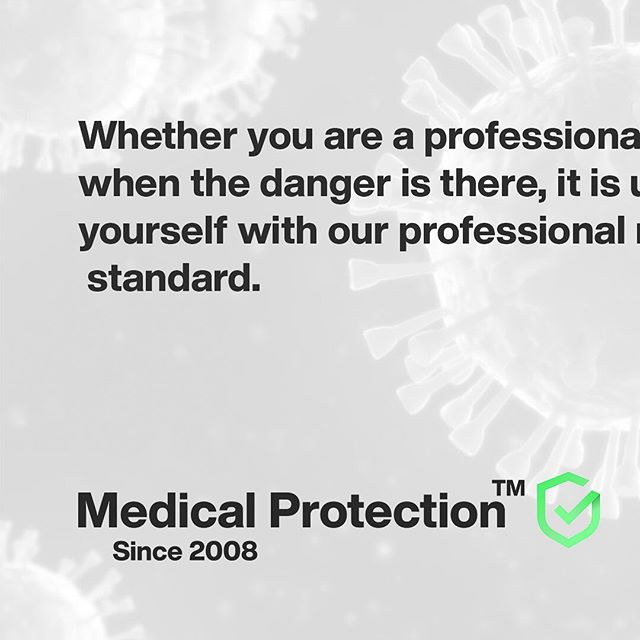 Whether you are a professiona
when the danger is there, it is u
yourself with our professional
standard.
Medical Protection™
Since 2008